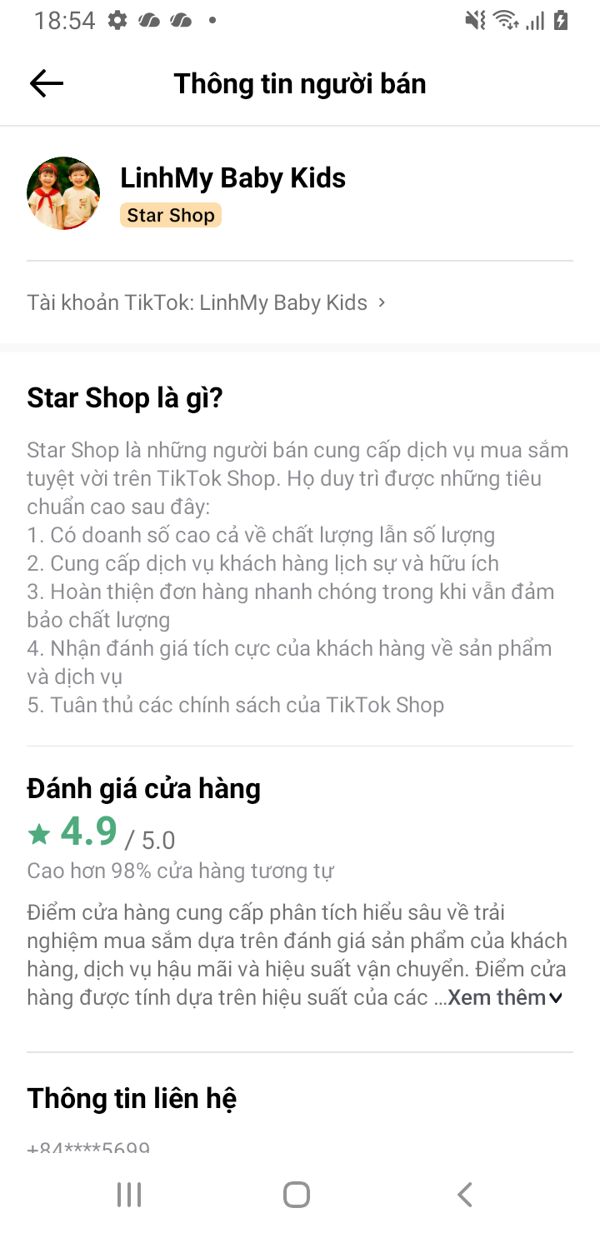 18:54
Thông tin người bán
LinhMy Baby Kids
Star Shop
Tài khoản TikTok: LinhMy Baby Kids
Star Shop là gì?
Star Shop là những người bán cung cấp dịch vụ mua sắm
tuyệt vời trên TikTok Shop. Họ duy trì được những tiêu
chuẩn cao sau đây:
1. Có doanh số cao cả về chất lượng lẫn số lượng
2. Cung cấp dịch vụ khách hàng lịch sự và hữu ích
3. Hoàn thiện đơn hàng nhanh chóng trong khi vẫn đảm
bảo chất lượng
4. Nhận đánh giá tích cực của khách hàng về sản phẩm
và dịch vụ
5. Tuân thủ các chính sách của TikTok Shop
Đánh giá cửa hàng
4.9 / 5.0
Cao hơn 98% cửa hàng tương tự
Điểm cửa hàng cung cấp phân tích hiểu sâu về trải
nghiệm mua sắm dựa trên đánh giá sản phẩm của khách
hàng, dịch vụ hậu mãi và hiệu suất vận chuyển. Điểm cửa
hàng được tính dựa trên hiệu suất của các ...Xem thêm
Thông tin liên hệ
+84****5699